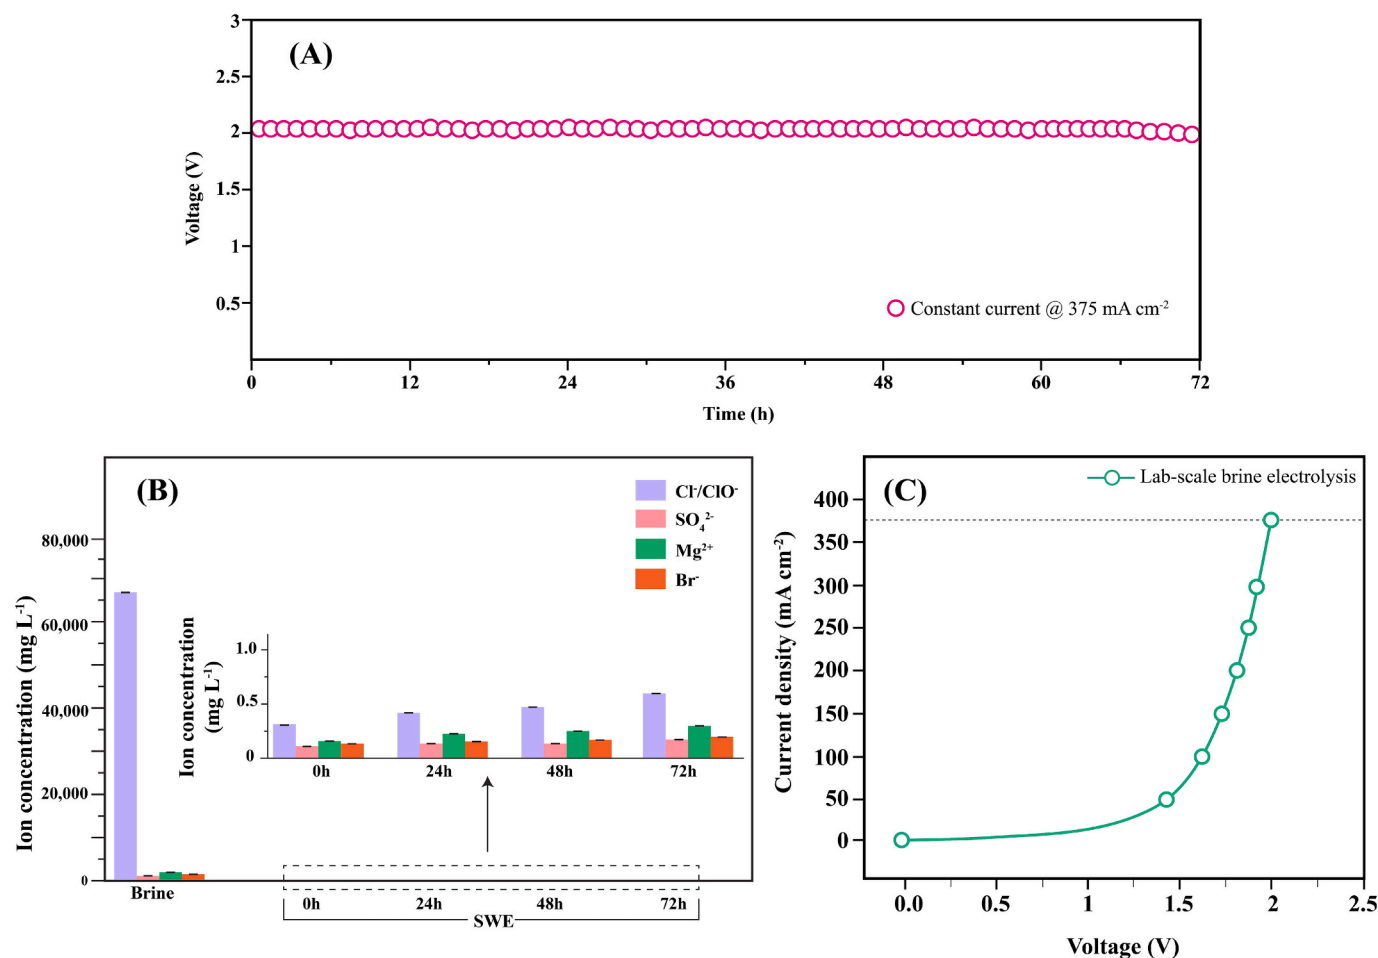 (A)
3
2.5
2
1.5
1
0.5
Voltage (V)
0 12 24 36 48 60 72
Time (h)
Constant current @ 375 mA cm⁻²
(B)
Cl⁻/ClO⁻
SO₄²⁻
Mg²⁺
Br⁻
80,000
60,000
40,000
20,000
0
Ion concentration (mg L⁻¹)
Ion concentration
(mg L⁻¹)
1.0
0.5
0
0h 24h 48h 72h
Brine
0h 24h 48h 72h
SWE
(C)
Lab-scale brine electrolysis
400
350
300
250
200
150
100
50
0
Current density (mA cm⁻²)
0.0 0.5 1 1.5 2 2.5
Voltage (V)